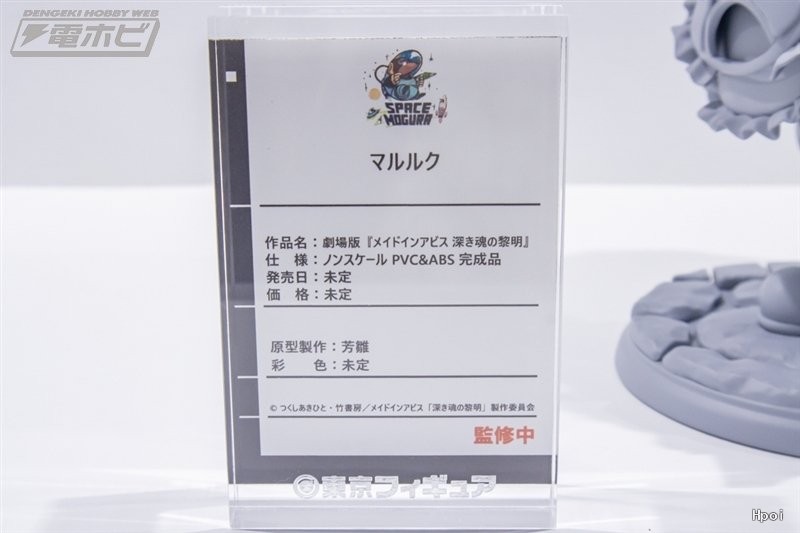 DENGEKI HOBBY WEB
電ホビ
SPACE
MOGURA
マルルク
作品名：劇場版『メイドインアビス 深き魂の黎明』
仕　様：ノンスケール PVC&ABS 完成品
発売日：未定
価　格：未定
原型製作：芳雛
彩　　色：未定
© つくしあきひと・竹書房／メイドインアビス「深き魂の黎明」製作委員会
監修中
東京フィギュア
Hpoi